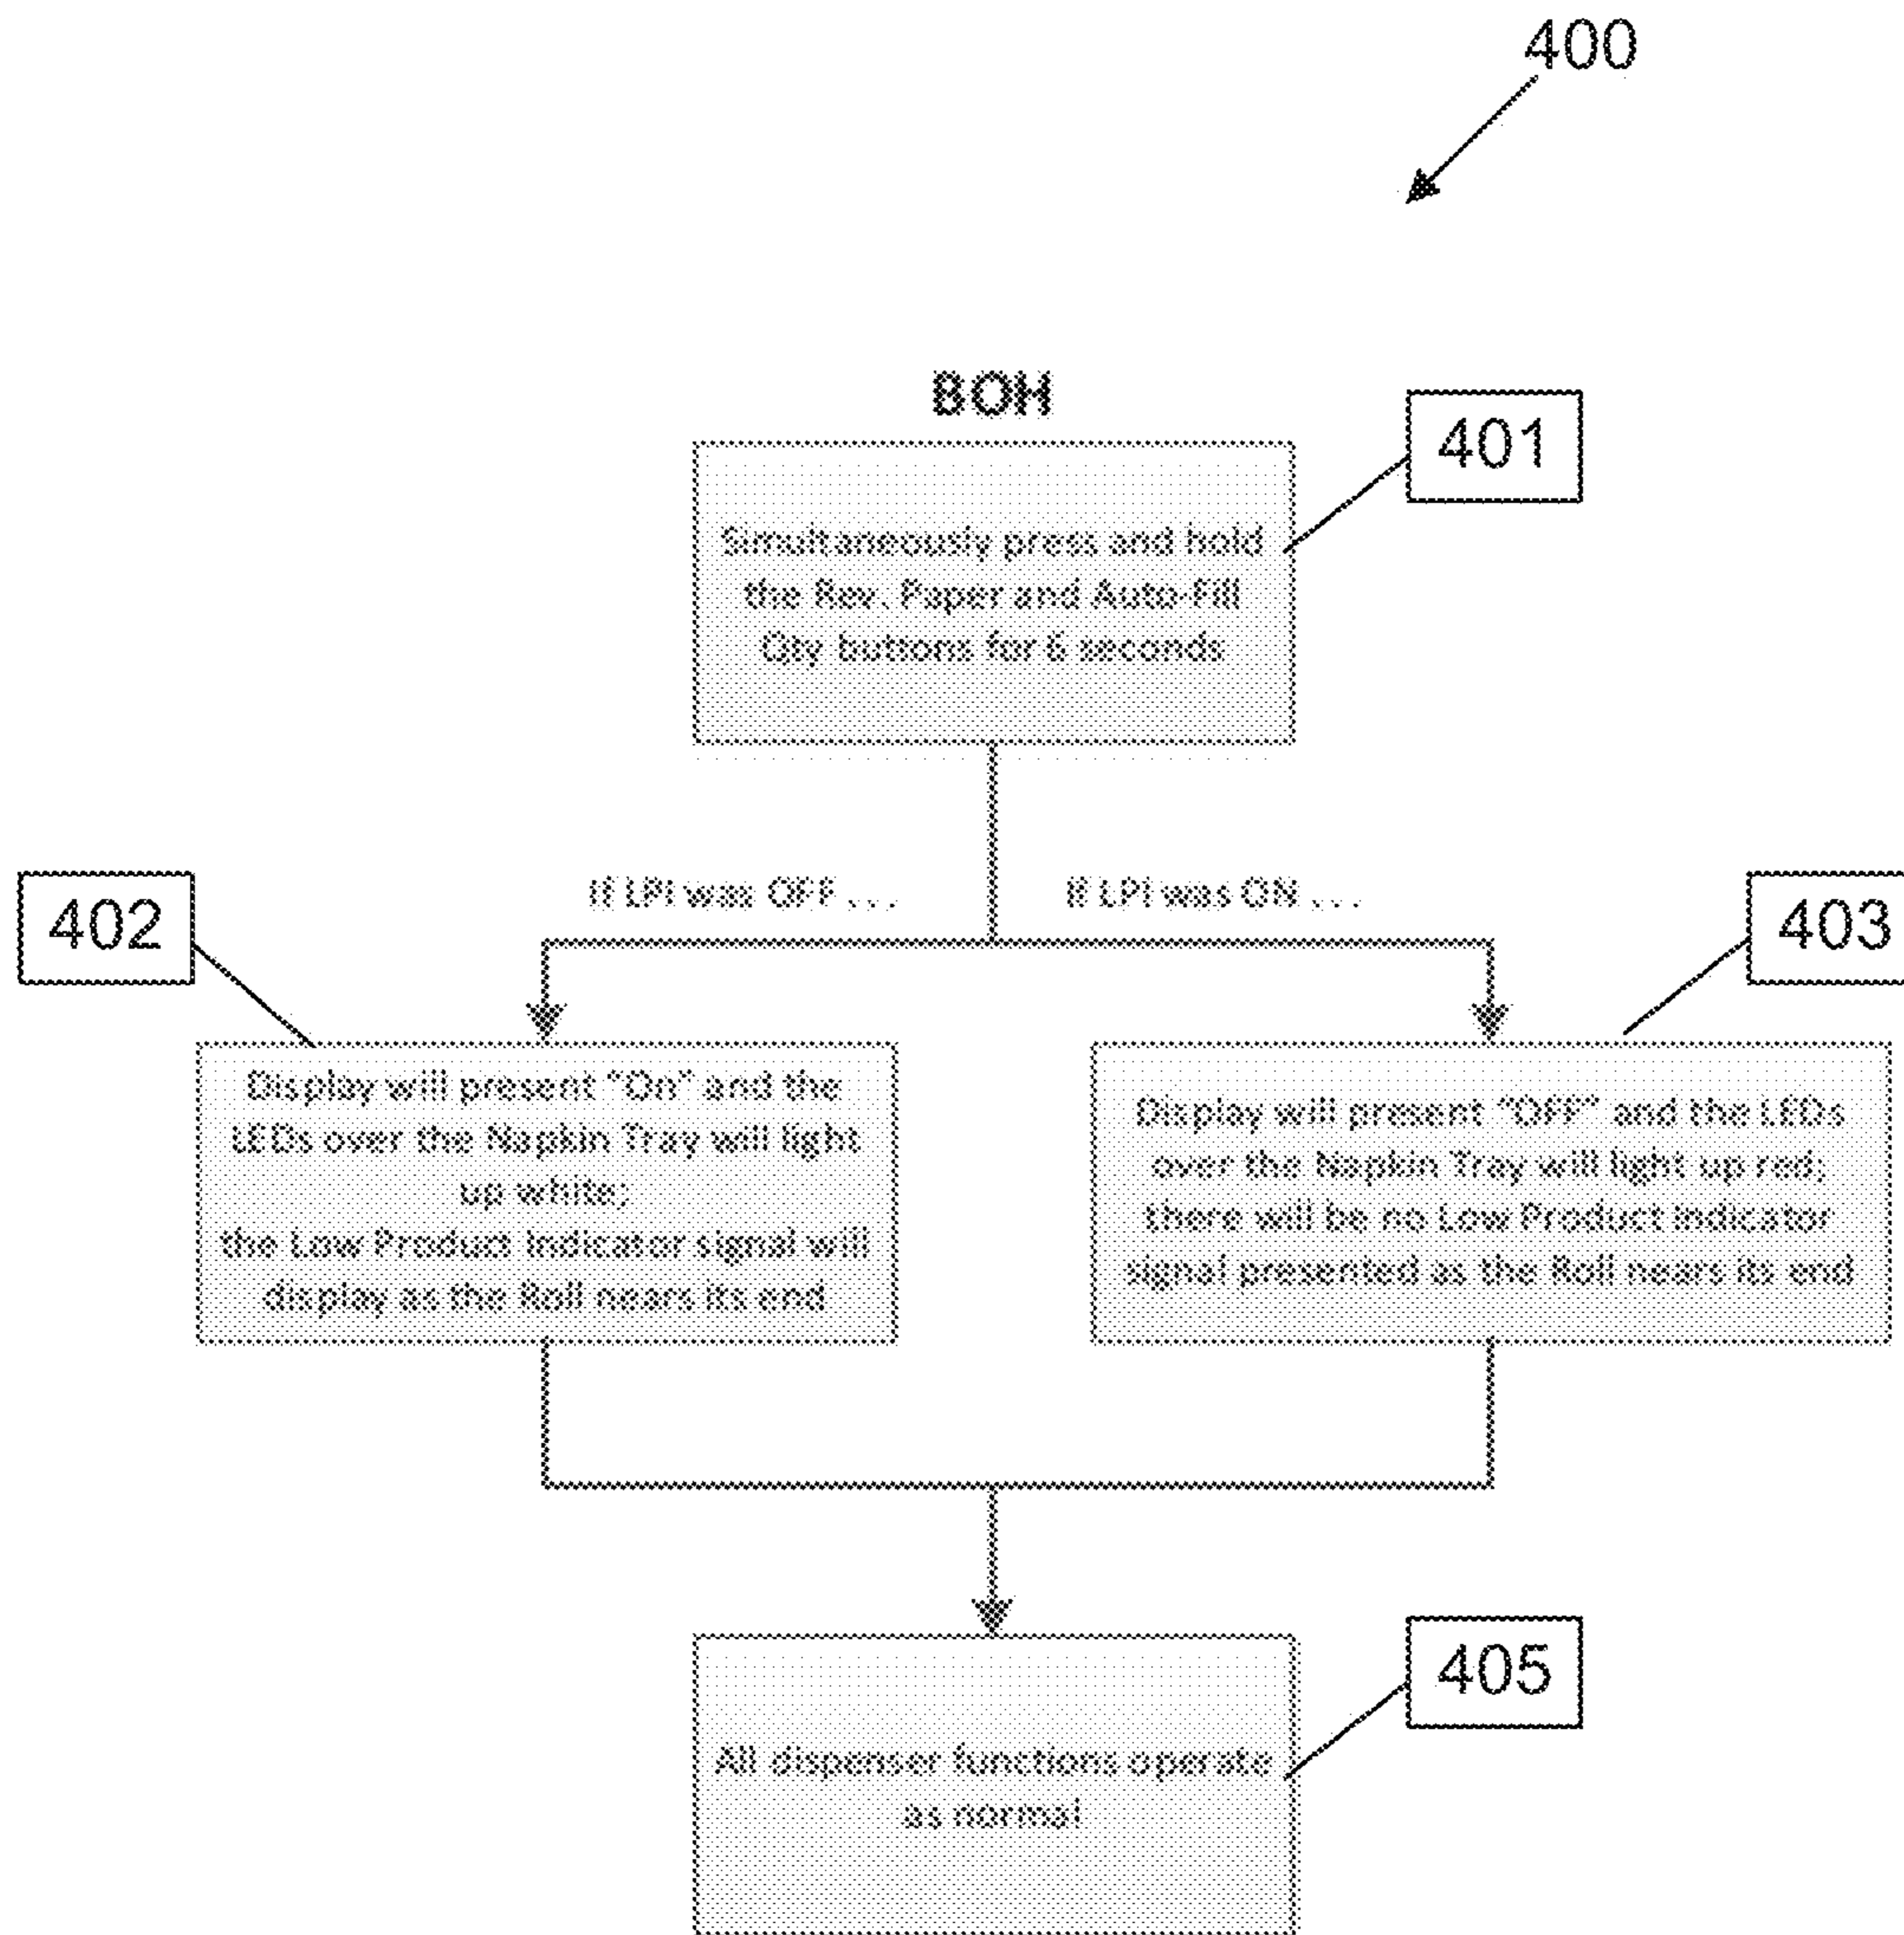 400
BOH
401
Simultaneously press and hold
the Rev. Paper and Auto-Fill
Qty buttons for 6 seconds
If LPI was OFF ...
If LPI was ON ...
402
403
Display will present "On" and the
LEDs over the Napkin Tray will light
up white;
the Low Product Indicator signal will
display as the Roll nears its end
Display will present "OFF" and the LEDs
over the Napkin Tray will light up red;
there will be no Low Product Indicator
signal presented as the Roll nears its end
405
All dispenser functions operate
as normal